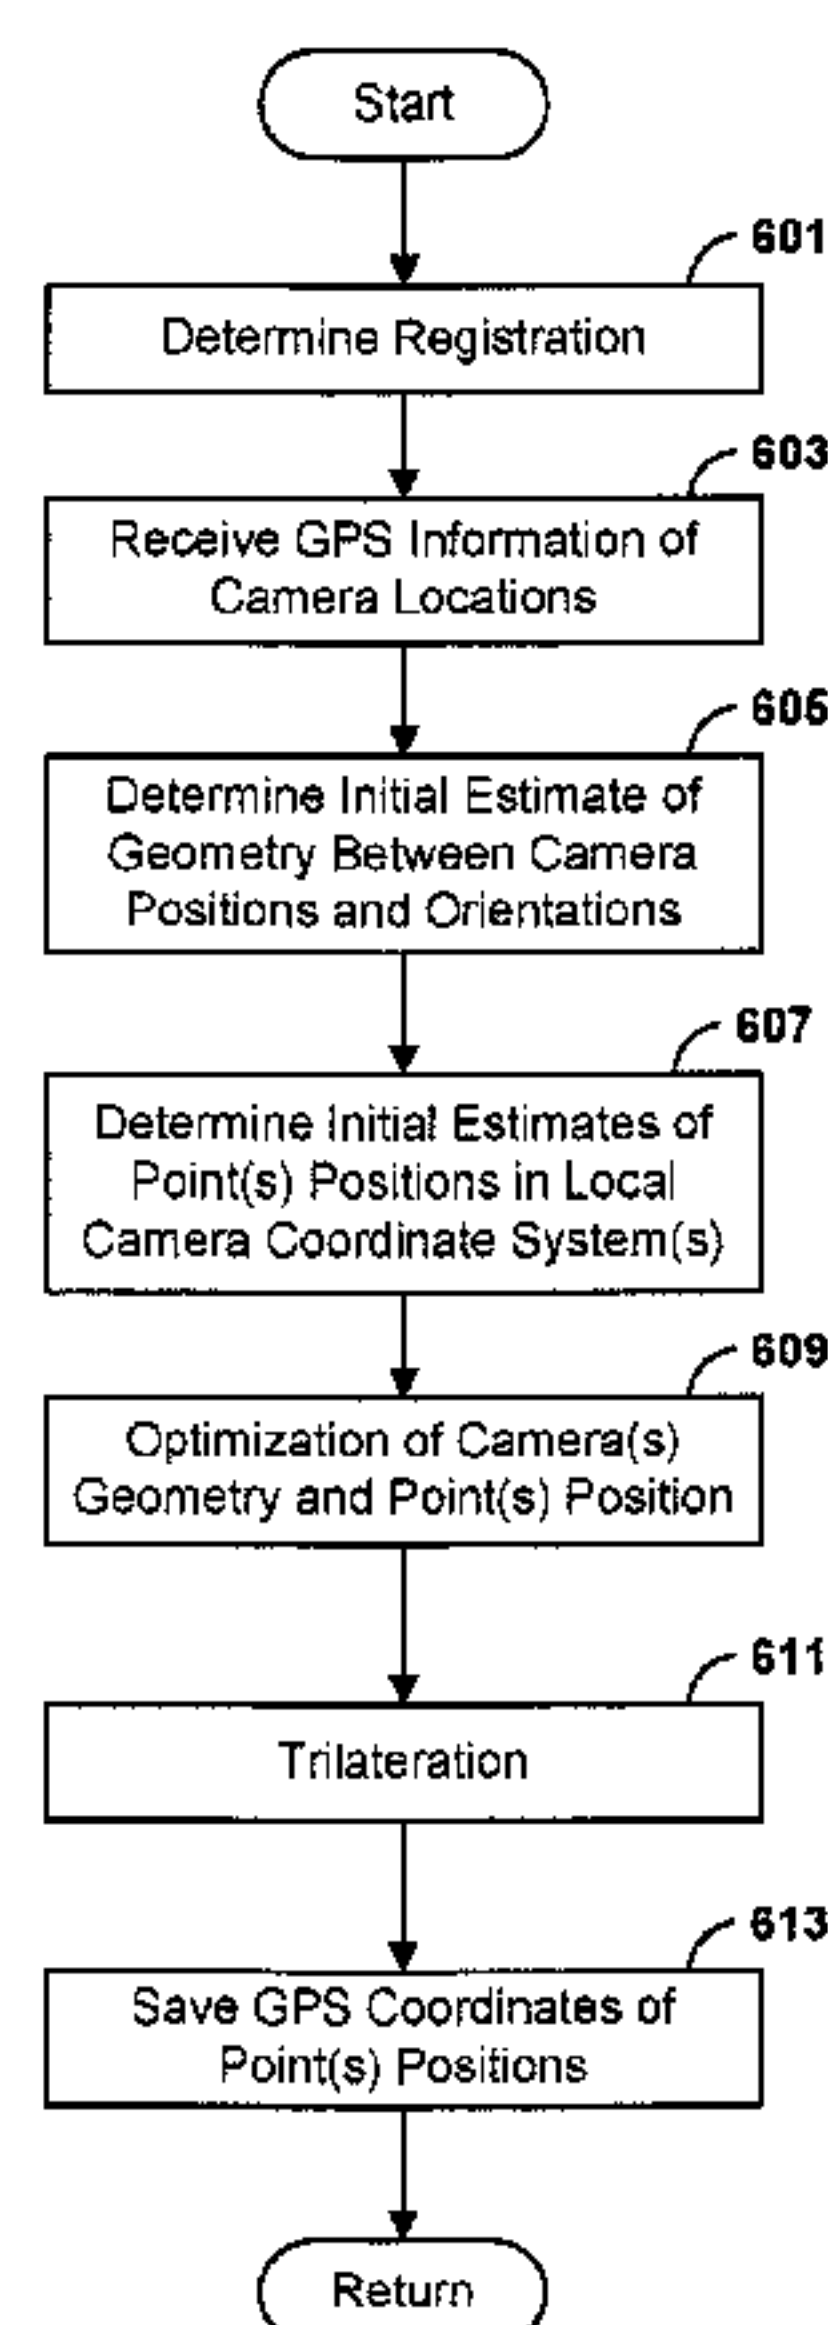 Start
601
Determine Registration
603
Receive GPS Information of
Camera Locations
605
Determine Initial Estimate of
Geometry Between Camera
Positions and Orientations
607
Determine Initial Estimates of
Point(s) Positions in Local
Camera Coordinate System(s)
609
Optimization of Camera(s)
Geometry and Point(s) Position
611
Trilateration
613
Save GPS Coordinates of
Point(s) Positions
Return